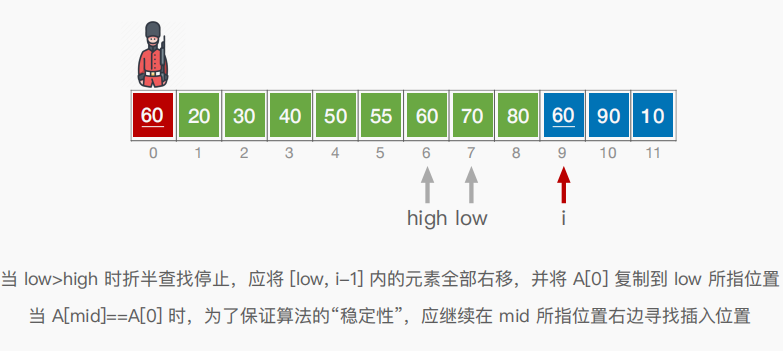 60 20 30 40 50 55 60 70 80 60 90 10
0 1 2 3 4 5 6 7 8 9 10 11
high low i
当 low>high 时折半查找停止，应将 [low, i-1] 内的元素全部右移，并将 A[0] 复制到 low 所指位置
当 A[mid]==A[0] 时，为了保证算法的“稳定性”，应继续在 mid 所指位置右边寻找插入位置